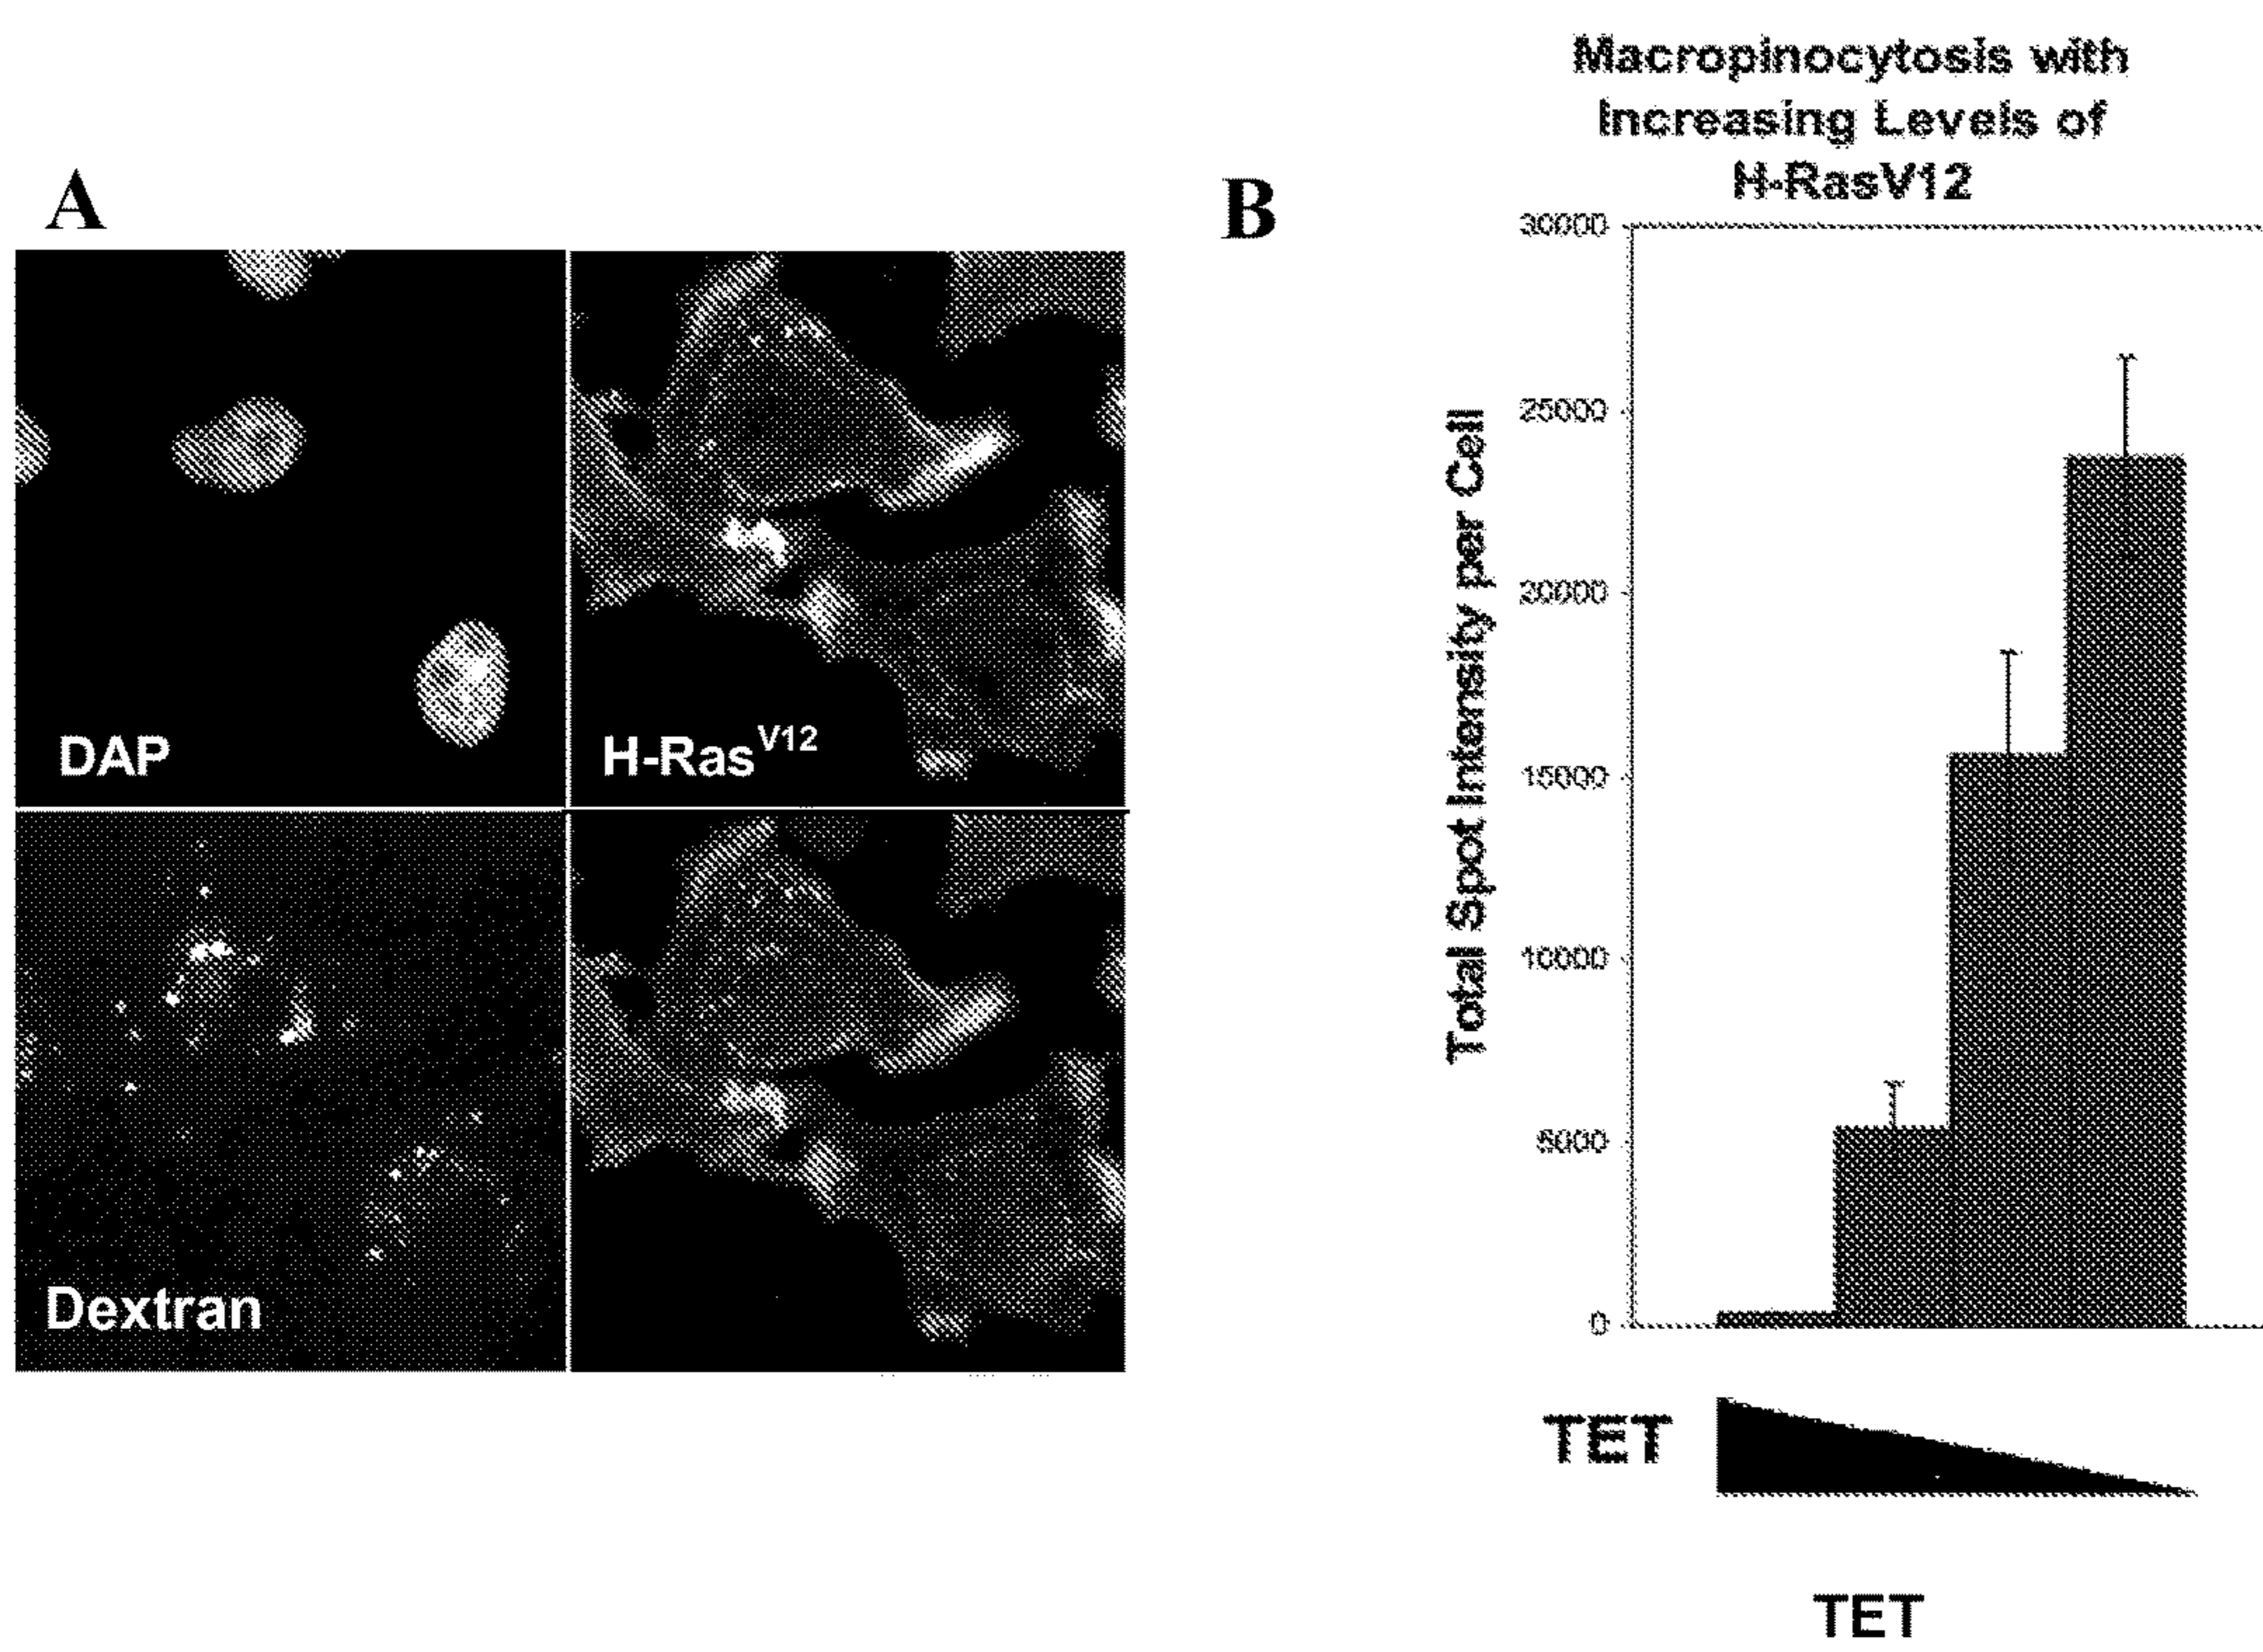 A
DAP
H-Ras^V12
Dextran
B
Macropinocytosis with
Increasing Levels of
H-RasV12
Total Spot Intensity per Cell
30000
25000
20000
15000
10000
5000
0
TET
TET